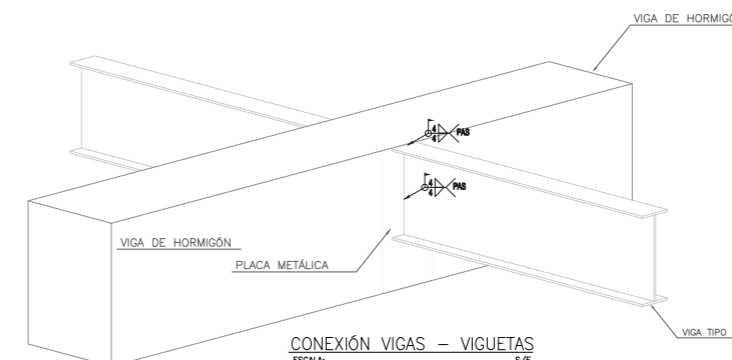 VIGA DE HORMIGÓ
4
4
PAS
4
4
PAS
VIGA DE HORMIGÓN
PLACA METÁLICA
VIGA TIPO
CONEXIÓN VIGAS – VIGUETAS
ESCALA: S/E